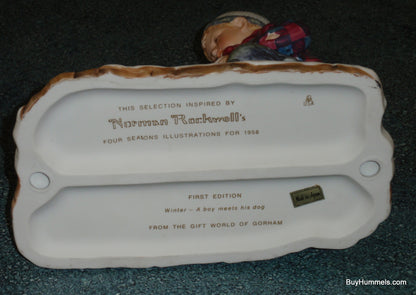 THIS SELECTION INSPIRED BY
Norman Rockwell's
FOUR SEASONS ILLUSTRATIONS FOR 1958
FIRST EDITION
Winter – A boy meets his dog
FROM THE GIFT WORLD OF GORHAM
BuyHummels.com